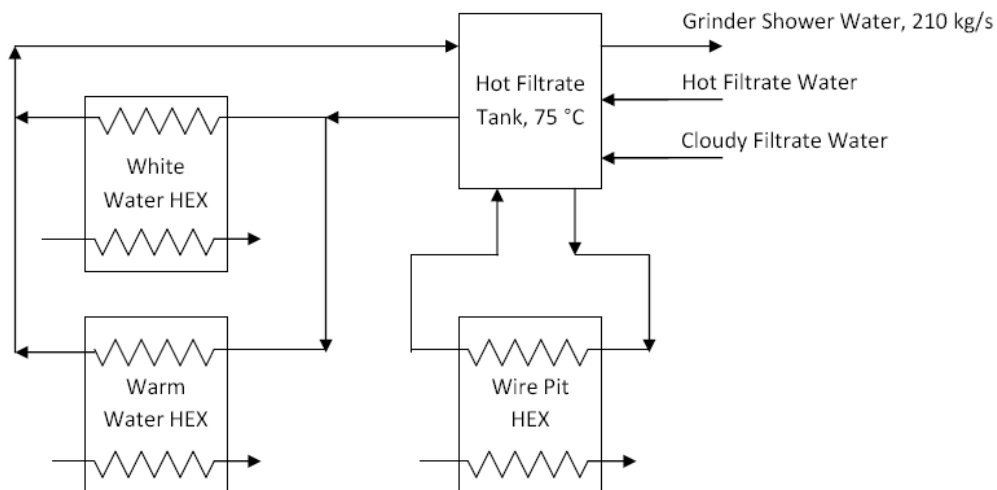 Grinder Shower Water, 210 kg/s
Hot Filtrate
Tank, 75 °C
Hot Filtrate Water
Cloudy Filtrate Water
White
Water HEX
Warm
Water HEX
Wire Pit
HEX